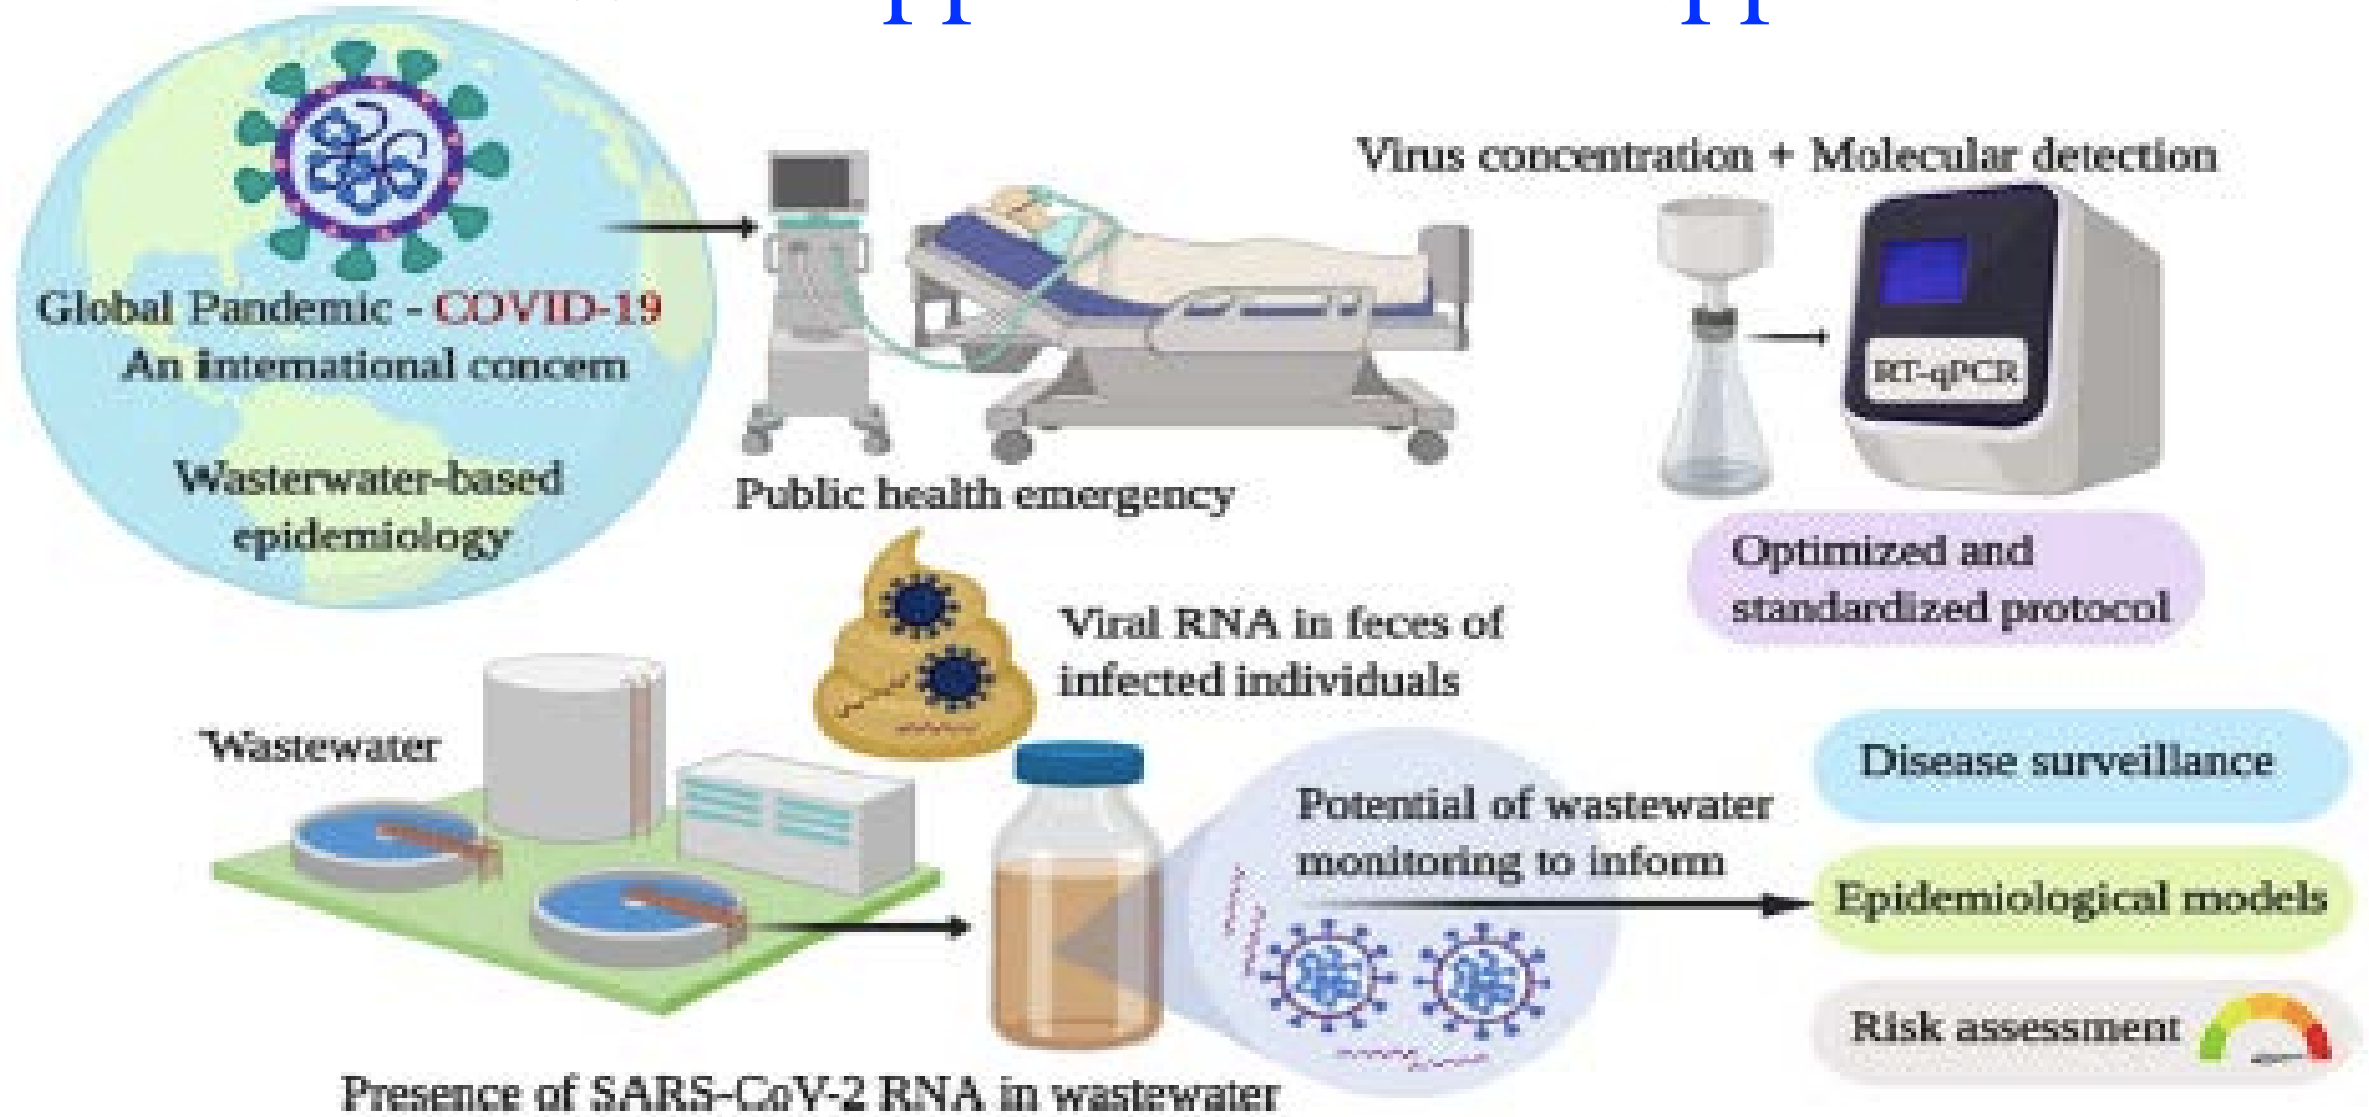 Global Pandemic - COVID-19
An international concern
Wasterwater-based
epidemiology
Public health emergency
Virus concentration + Molecular detection
RT-qPCR
Optimized and
standardized protocol
Viral RNA in feces of
infected individuals
Wastewater
Presence of SARS-CoV-2 RNA in wastewater
Potential of wastewater
monitoring to inform
Disease surveillance
Epidemiological models
Risk assessment